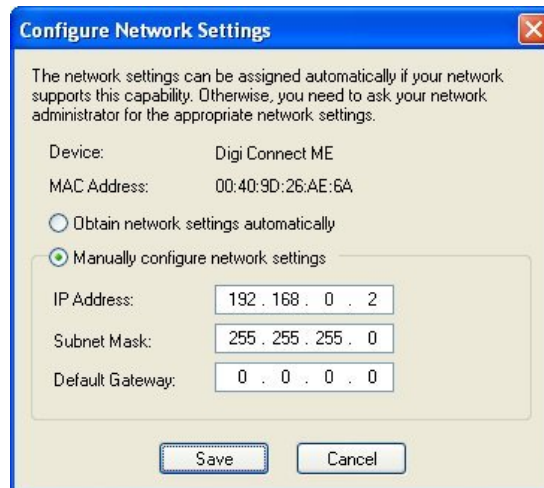 Configure Network Settings
The network settings can be assigned automatically if your network
supports this capability. Otherwise, you need to ask your network
administrator for the appropriate network settings.
Device: Digi Connect ME
MAC Address: 00:40:9D:26:AE:6A
Obtain network settings automatically
Manually configure network settings
IP Address: 192 . 168 . 0 . 2
Subnet Mask: 255 . 255 . 255 . 0
Default Gateway: 0 . 0 . 0 . 0
Save Cancel